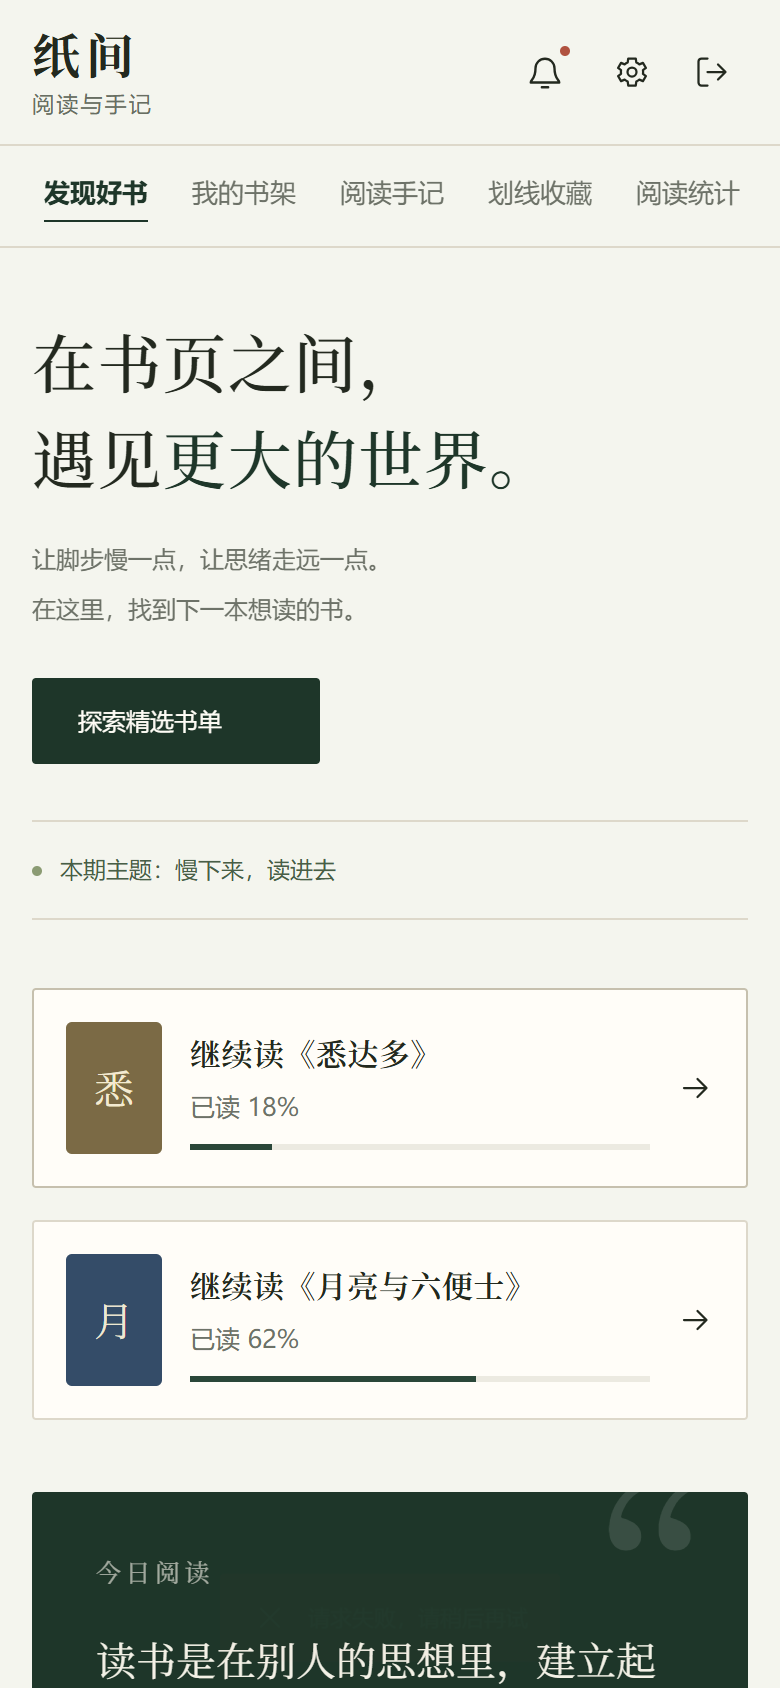 纸间
阅读与手记
发现好书 我的书架 阅读手记 划线收藏 阅读统计
在书页之间，
遇见更大的世界。
让脚步慢一点，让思绪走远一点。
在这里，找到下一本想读的书。
探索精选书单
本期主题：慢下来，读进去
悉
继续读《悉达多》
已读 18%
月
继续读《月亮与六便士》
已读 62%
“
今日阅读
读书是在别人的思想里，建立起